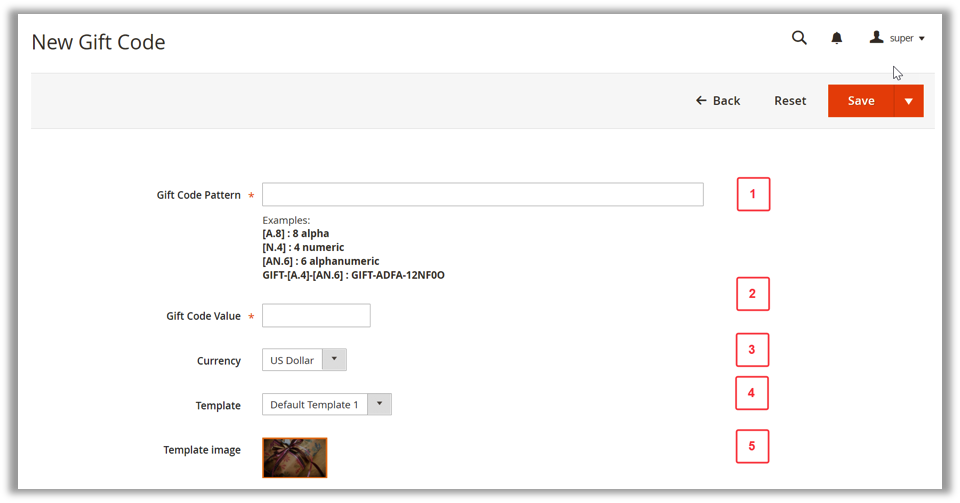 New Gift Code
super
Back
Reset
Save
Gift Code Pattern *
1
Examples:
[A.8] : 8 alpha
[N.4] : 4 numeric
[AN.6] : 6 alphanumeric
GIFT-[A.4]-[AN.6] : GIFT-ADFA-12NF0O
2
Gift Code Value *
3
Currency
US Dollar
4
Template
Default Template 1
5
Template image